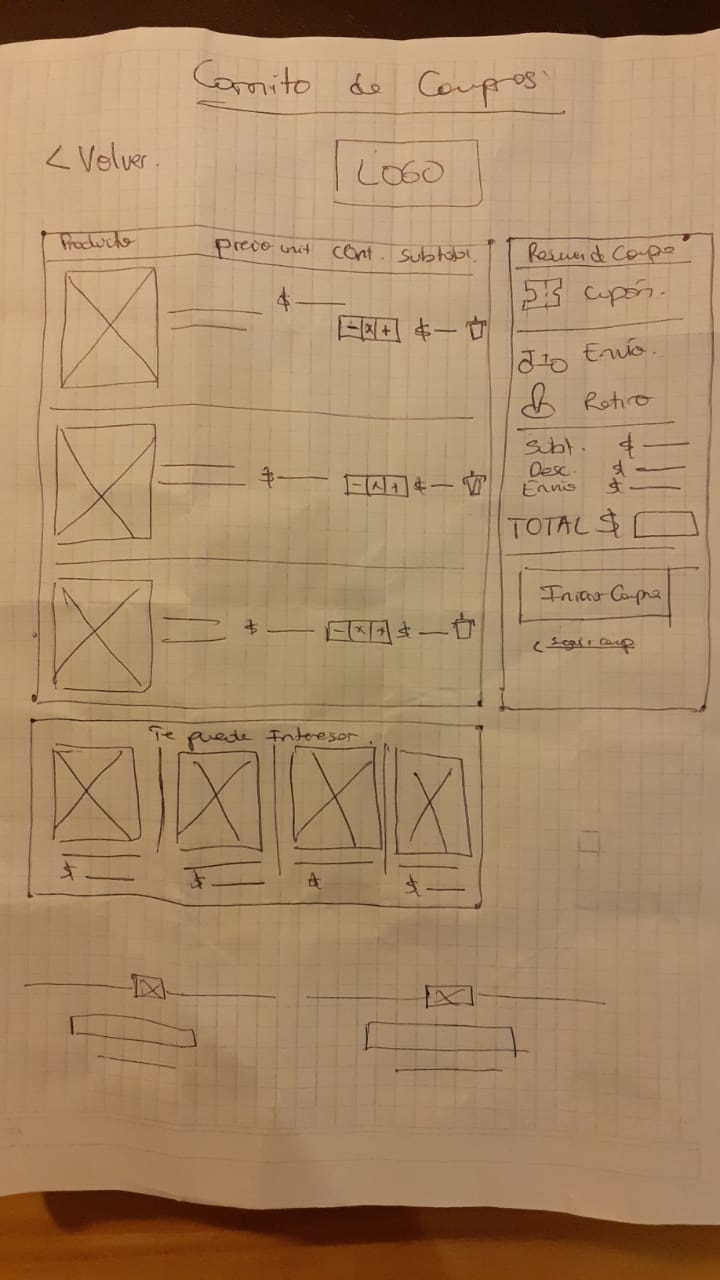 Carrito de Compras
< Volver.
LOGO
Producto precio unit cant. subtotal.
$
- x + $
$ - x + $
$ - x + $
Te puede Interesar.
$ $ $ $
Resumen de Compra
cupón.
Envío.
Retiro
Subt. $
Desc. $
Envio $
TOTAL $
Iniciar Compra
< seguir comp